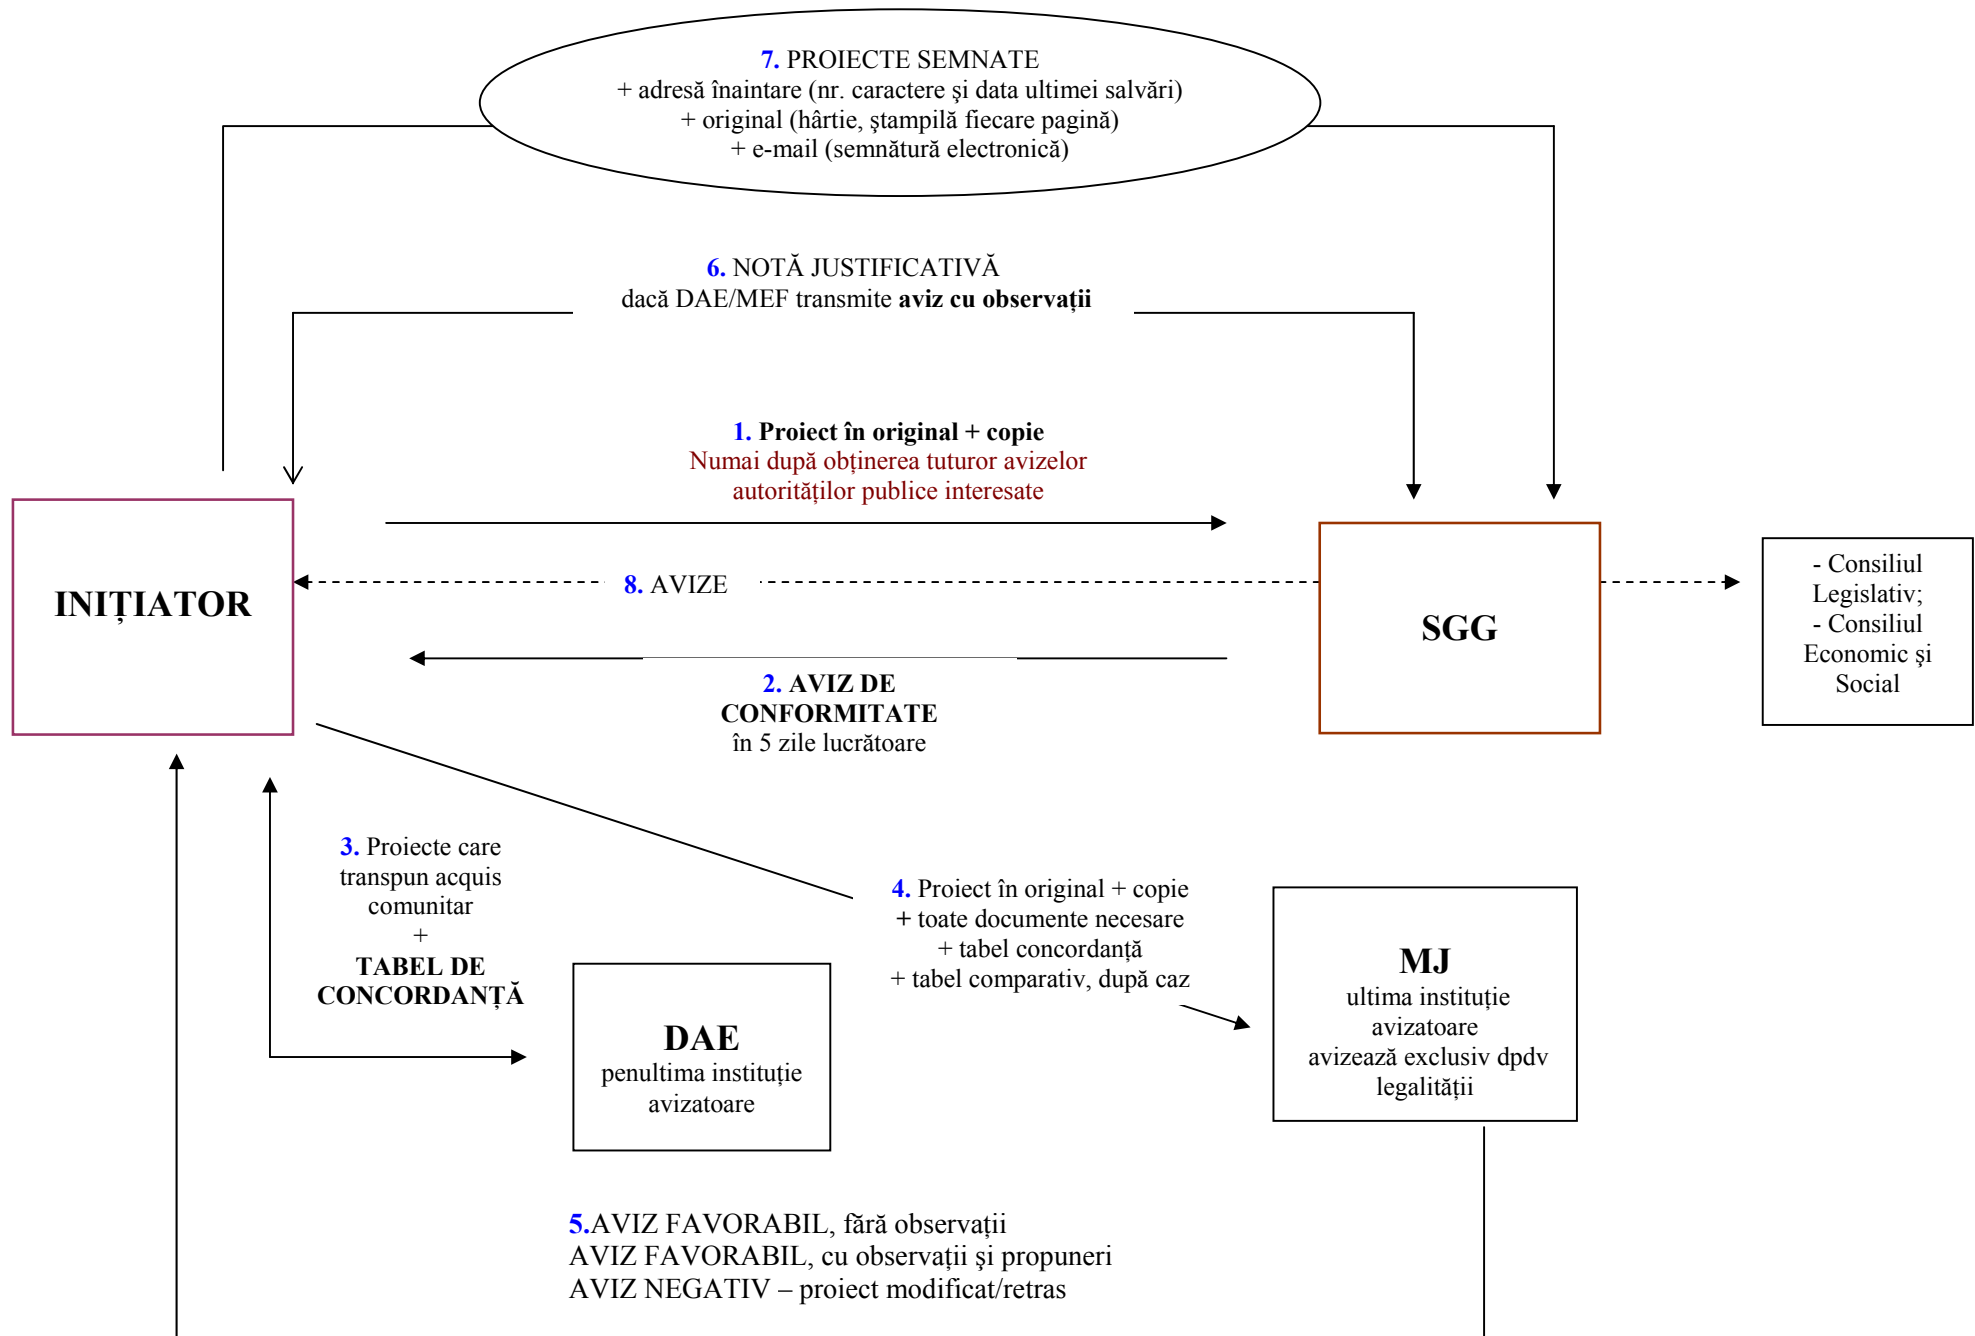 7. PROIECTE SEMNATE
+ adresă înaintare (nr. caractere şi data ultimei salvări)
+ original (hârtie, ştampilă fiecare pagină)
+ e-mail (semnătură electronică)
6. NOTĂ JUSTIFICATIVĂ
dacă DAE/MEF transmite aviz cu observaţii
1. Proiect în original + copie
Numai după obţinerea tuturor avizelor
autorităţilor publice interesate
INIŢIATOR
8. AVIZE
SGG
- Consiliul
Legislativ;
- Consiliul
Economic şi
Social
2. AVIZ DE
CONFORMITATE
în 5 zile lucrătoare
3. Proiecte care
transpun acquis
comunitar
+
TABEL DE
CONCORDANŢĂ
4. Proiect în original + copie
+ toate documente necesare
+ tabel concordanţă
+ tabel comparativ, după caz
DAE
penultima instituţie
avizatoare
MJ
ultima instituţie
avizatoare
avizează exclusiv dpdv
legalităţii
5.AVIZ FAVORABIL, fără observaţii
AVIZ FAVORABIL, cu observaţii şi propuneri
AVIZ NEGATIV – proiect modificat/retras